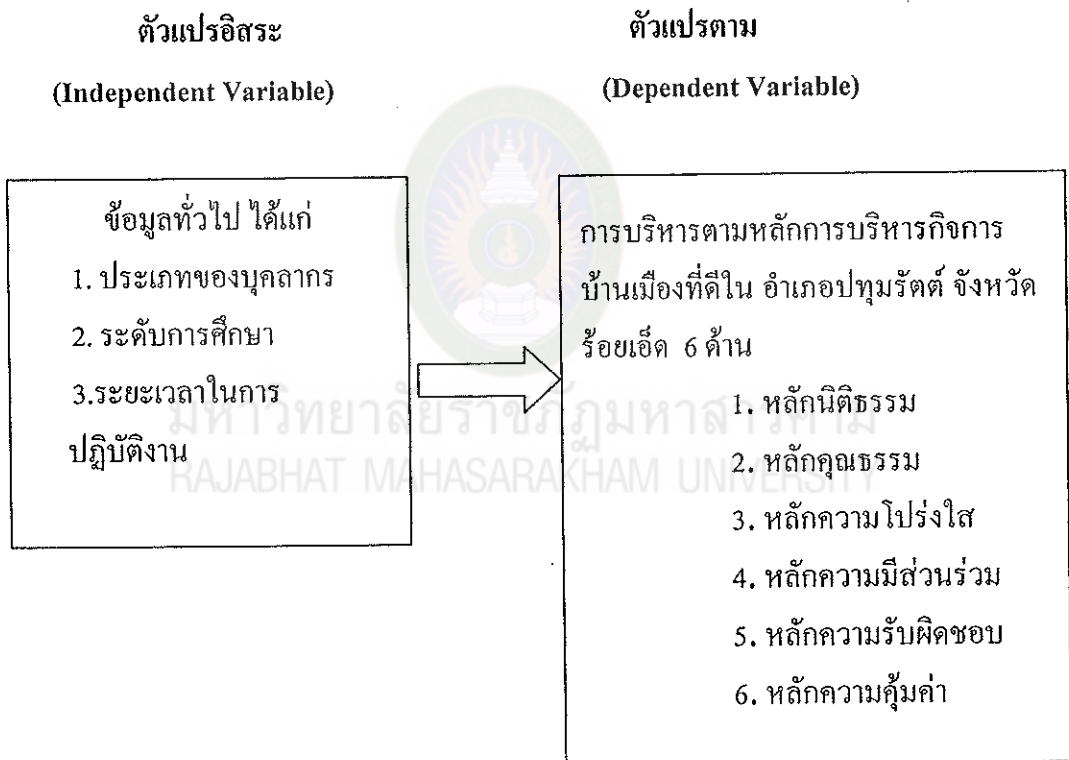 ตัวแปรอิสระ
(Independent Variable)
ตัวแปรตาม
(Dependent Variable)
ข้อมูลทั่วไป ได้แก่
1. ประเภทของบุคลากร
2. ระดับการศึกษา
3.ระยะเวลาในการ
ปฏิบัติงาน
การบริหารตามหลักการบริหารกิจการ
บ้านเมืองที่ดีใน อำเภอปทุมรัตต์ จังหวัด
ร้อยเอ็ด 6 ด้าน
1. หลักนิติธรรม
2. หลักคุณธรรม
3. หลักความโปร่งใส
4. หลักความมีส่วนร่วม
5. หลักความรับผิดชอบ
6. หลักความคุ้มค่า
มหาวิทยาลัยราชภัฏมหาสารคาม
RAJABHAT MAHASARAKHAM UNIVERSITY